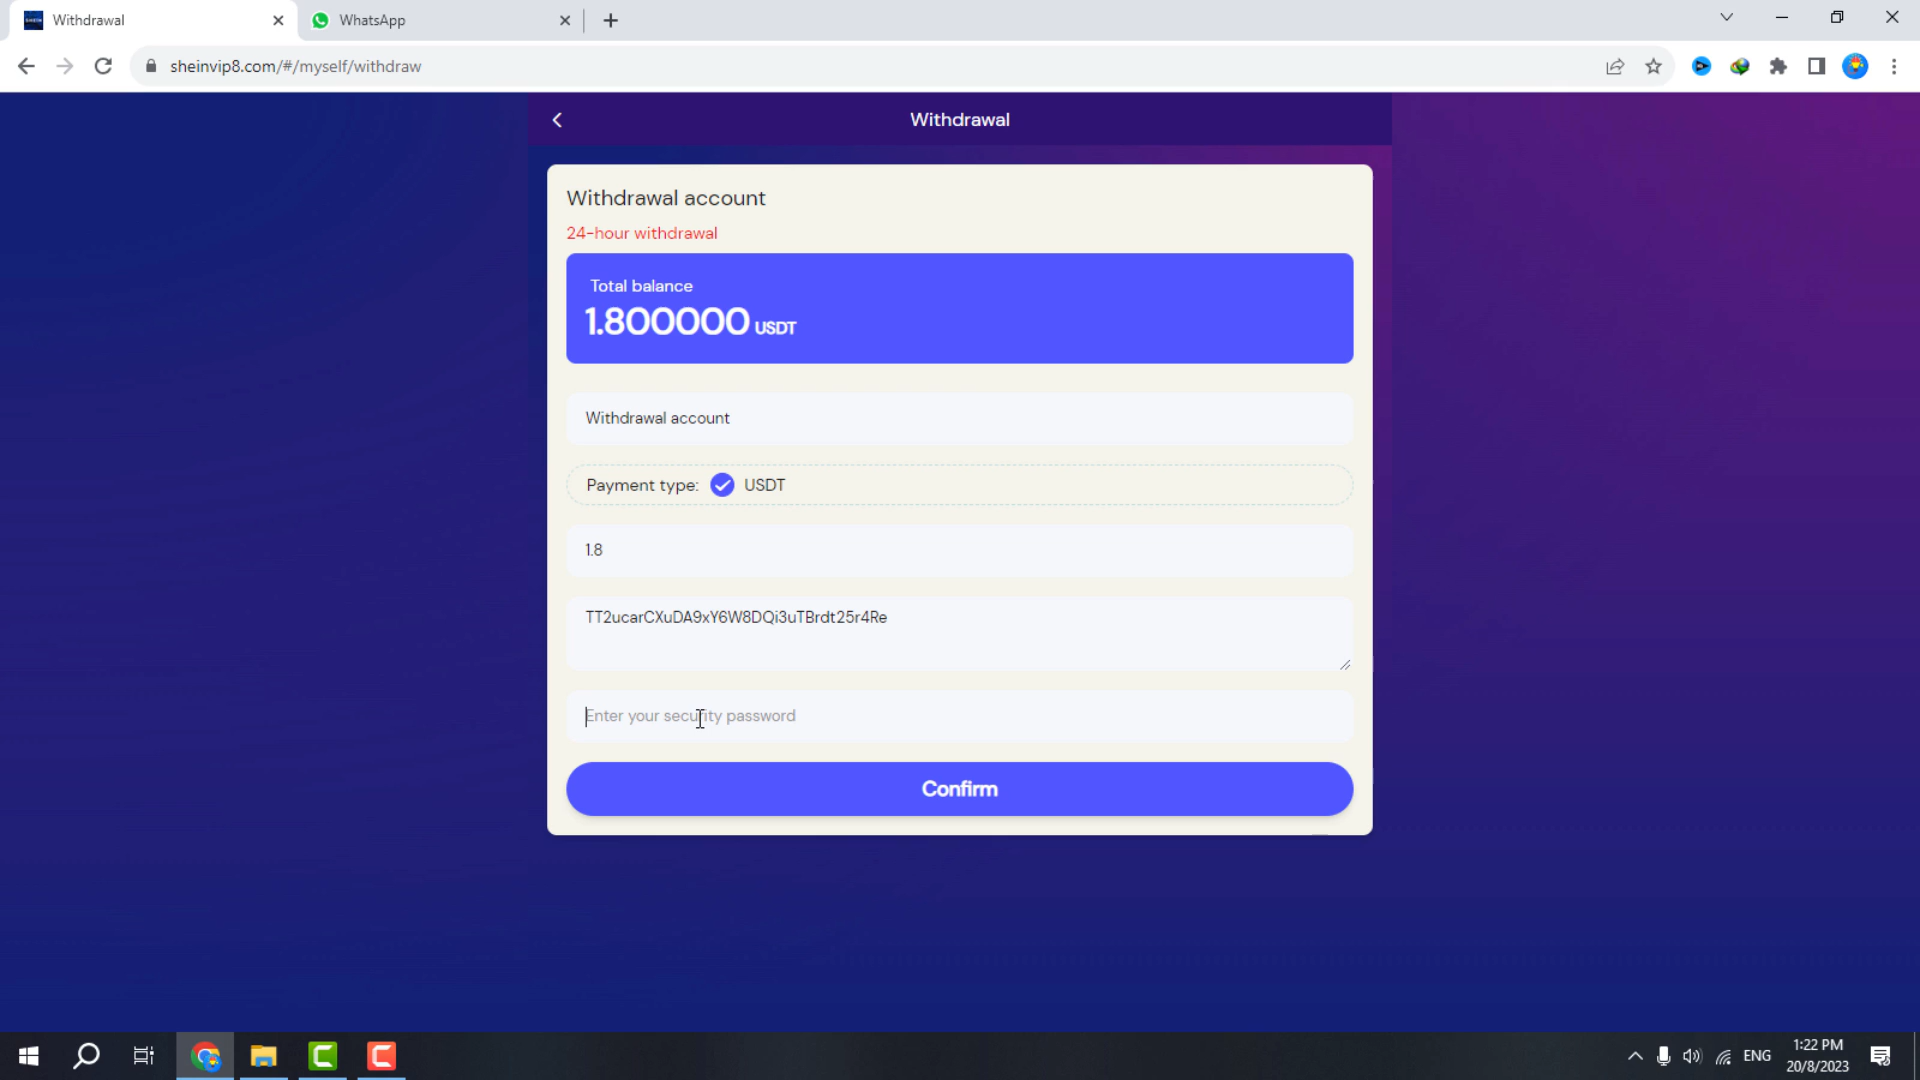 Withdrawal
WhatsApp
sheinvip8.com/#/myself/withdraw
Withdrawal
Withdrawal account
24-hour withdrawal
Total balance
1.800000 USDT
Withdrawal account
Payment type: USDT
1.8
TT2ucarCXuDA9xY6W8DQi3uTBrdt25r4Re
Enter your security password
Confirm
ENG
1:22 PM
20/8/2023